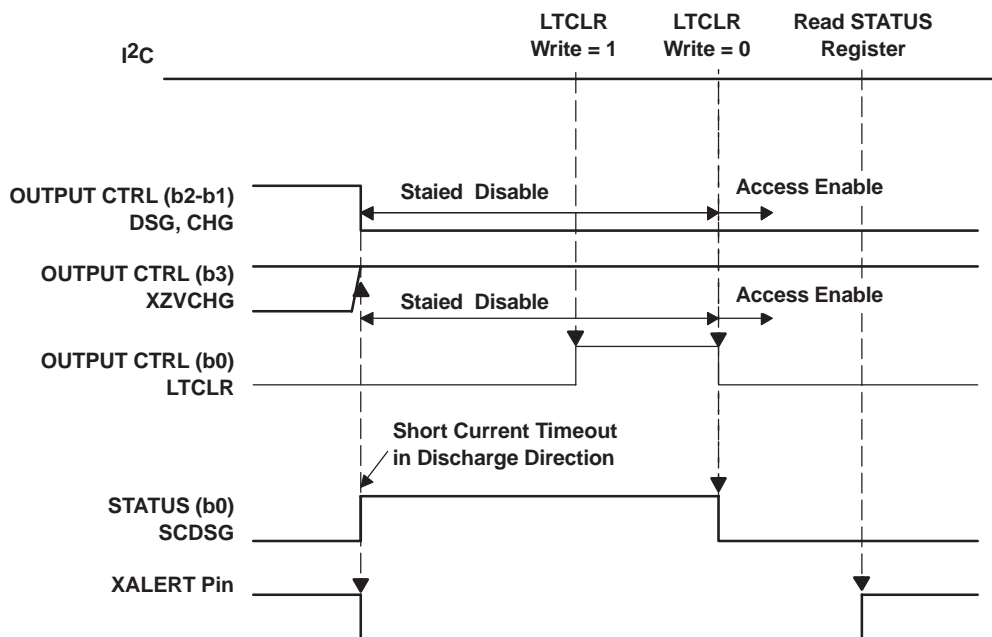 LTCLR
Write = 1
LTCLR
Write = 0
Read STATUS
Register
I2C
OUTPUT CTRL (b2-b1)
DSG, CHG
Staied Disable
Access Enable
OUTPUT CTRL (b3)
XZVCHG
Staied Disable
Access Enable
OUTPUT CTRL (b0)
LTCLR
Short Current Timeout
in Discharge Direction
STATUS (b0)
SCDSG
XALERT Pin